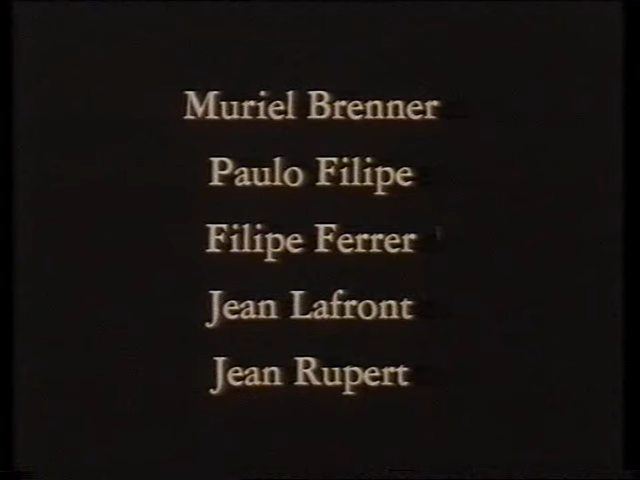 Muriel Brenner
Paulo Filipe
Filipe Ferrer
Jean Lafront
Jean Rupert